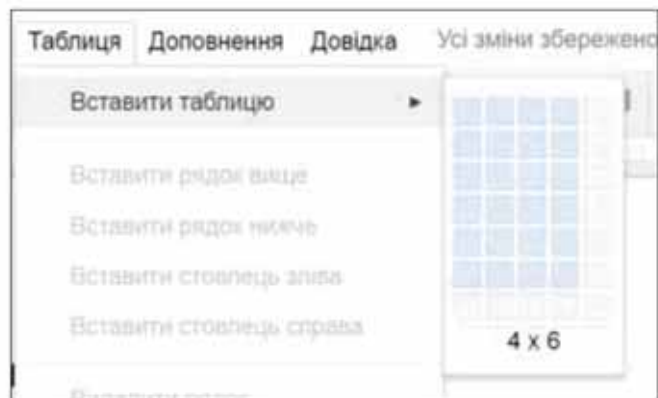 Таблиця Доповнення Довідка Усі зміни збережено
Вставити таблицю
Вставити рядок вище
Вставити рядок нижче
Вставити стовпець зліва
Вставити стовпець справа
4 x 6